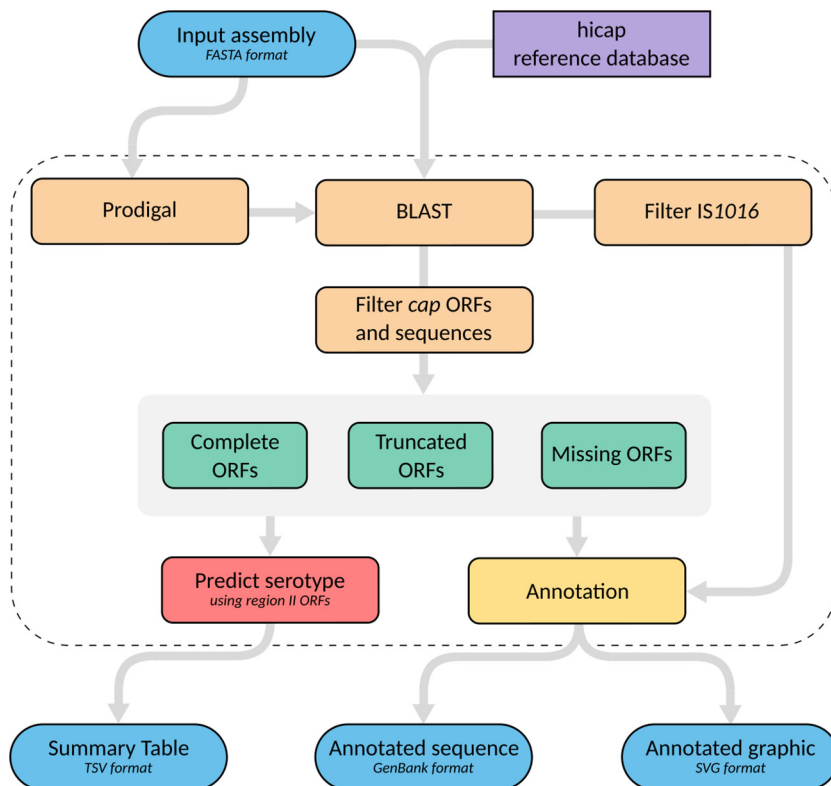 Input assembly
FASTA format
hicap
reference database
Prodigal
BLAST
Filter IS1016
Filter cap ORFs
and sequences
Complete
ORFs
Truncated
ORFs
Missing ORFs
Predict serotype
using region II ORFs
Annotation
Summary Table
TSV format
Annotated sequence
GenBank format
Annotated graphic
SVG format